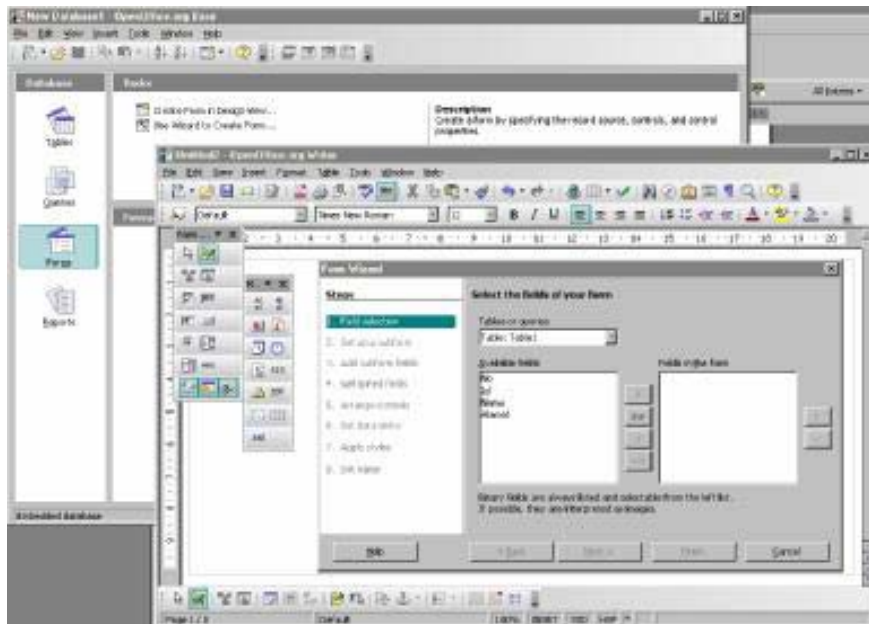 New Database1 - OpenOffice.org Base
File Edit View Insert Tools Window Help
Database
Tasks
Tables
Queries
Forms
Reports
Create Form in Design View...
Use Wizard to Create Form...
Description
Create a form by specifying the record source, controls, and control
properties.
Forms
Embedded database
Untitled2 - OpenOffice.org Writer
File Edit View Insert Format Table Tools Window Help
Default
Times New Roman
12
B I U
Form Wizard
Steps
1. Field selection
2. Set up a subform
3. Add subform fields
4. Get joined fields
5. Arrange controls
6. Set data entry
7. Apply styles
8. Set name
Select the fields of your form
Tables or queries
Table: Table1
Available fields
Fields in the form
No
Name
Binary fields are always listed and selectable from the left list.
If possible, they are interpreted as images.
Help
< Back
Next >
Finish
Cancel
Page 1 / 1
Default
100%
INSRT
STD
HYP